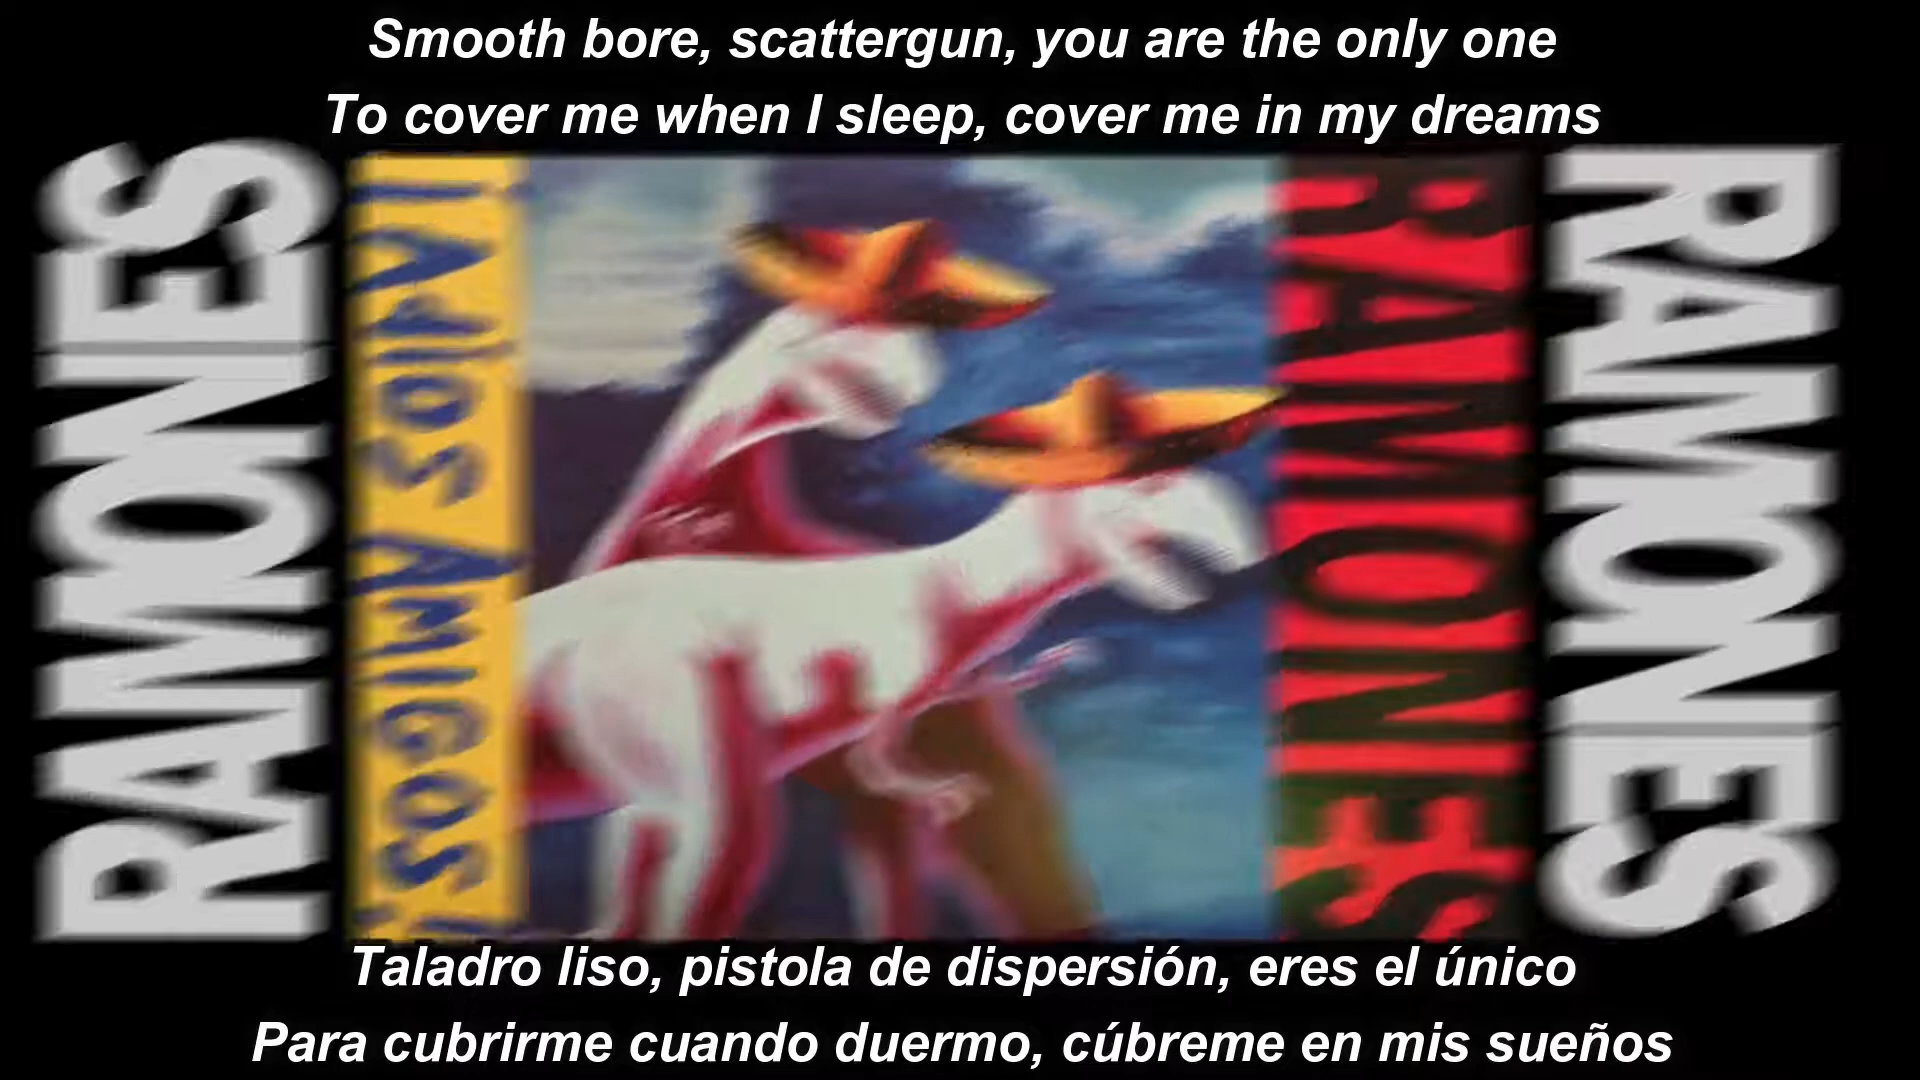 Smooth bore, scattergun, you are the only one
To cover me when I sleep, cover me in my dreams
RAMONES
¡ADIOS AMIGOS!
RAMONES
RAMONES
Taladro liso, pistola de dispersión, eres el único
Para cubrirme cuando duermo, cúbreme en mis sueños